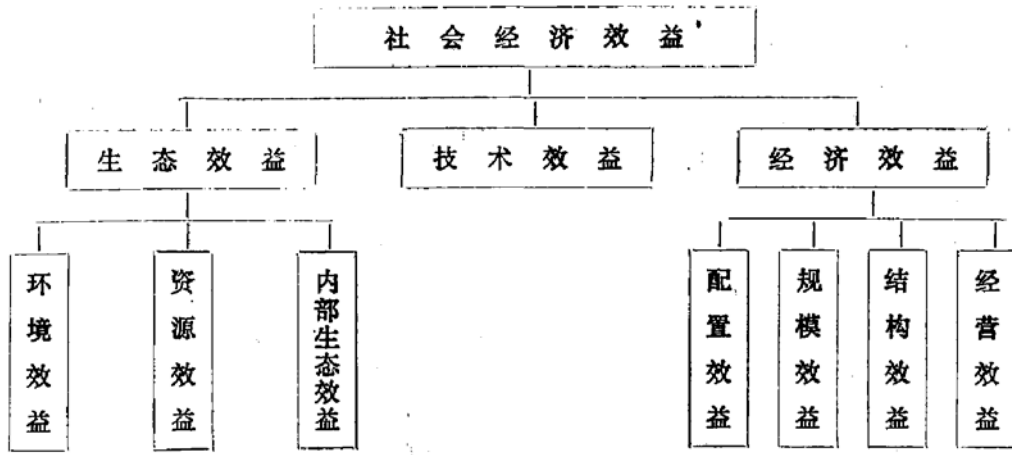 社会经济效益
生态效益
技术效益
经济效益
环境效益
资源效益
内部生态效益
配置效益
规模效益
结构效益
经营效益